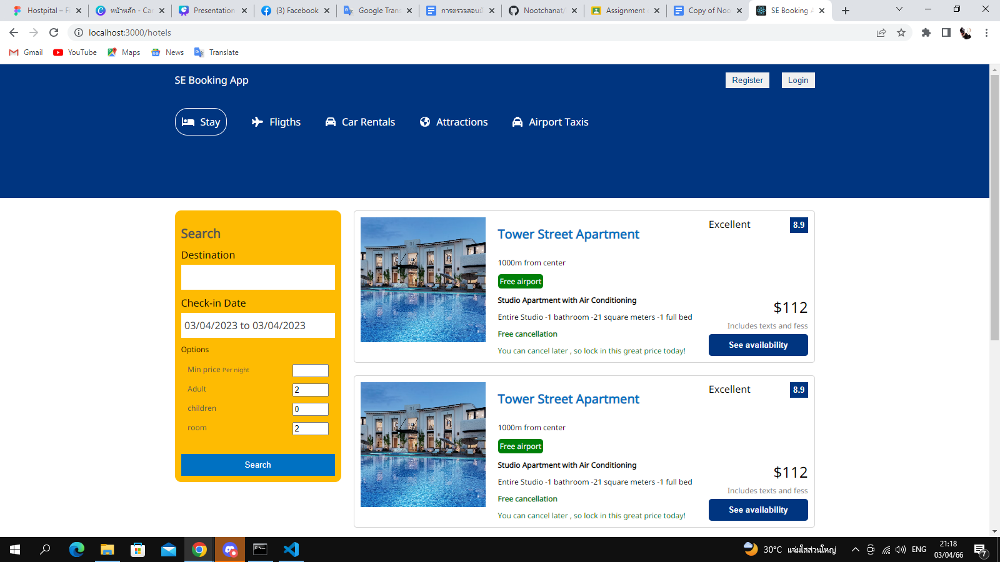 Hostpital – F
หน้าหลัก - Ca
Presentation
(3) Facebook
Google Trans
การตรวจสอบย้
Nootchanat/
Assignment
Copy of Noo
SE Booking A
localhost:3000/hotels
Gmail
YouTube
Maps
News
Translate
SE Booking App
Register
Login
Stay
Fligths
Car Rentals
Attractions
Airport Taxis
Search
Destination
Check-in Date
03/04/2023 to 03/04/2023
Options
Min price Per night
Adult
2
children
0
room
2
Search
Tower Street Apartment
Excellent
8.9
1000m from center
Free airport
Studio Apartment with Air Conditioning
Entire Studio -1 bathroom -21 square meters -1 full bed
Free cancellation
You can cancel later , so lock in this great price today!
$112
Includes texts and fess
See availability
Tower Street Apartment
Excellent
8.9
1000m from center
Free airport
Studio Apartment with Air Conditioning
Entire Studio -1 bathroom -21 square meters -1 full bed
Free cancellation
You can cancel later , so lock in this great price today!
$112
Includes texts and fess
See availability
30°C แจ่มใสส่วนใหญ่
ENG
21:18
03/04/66
7